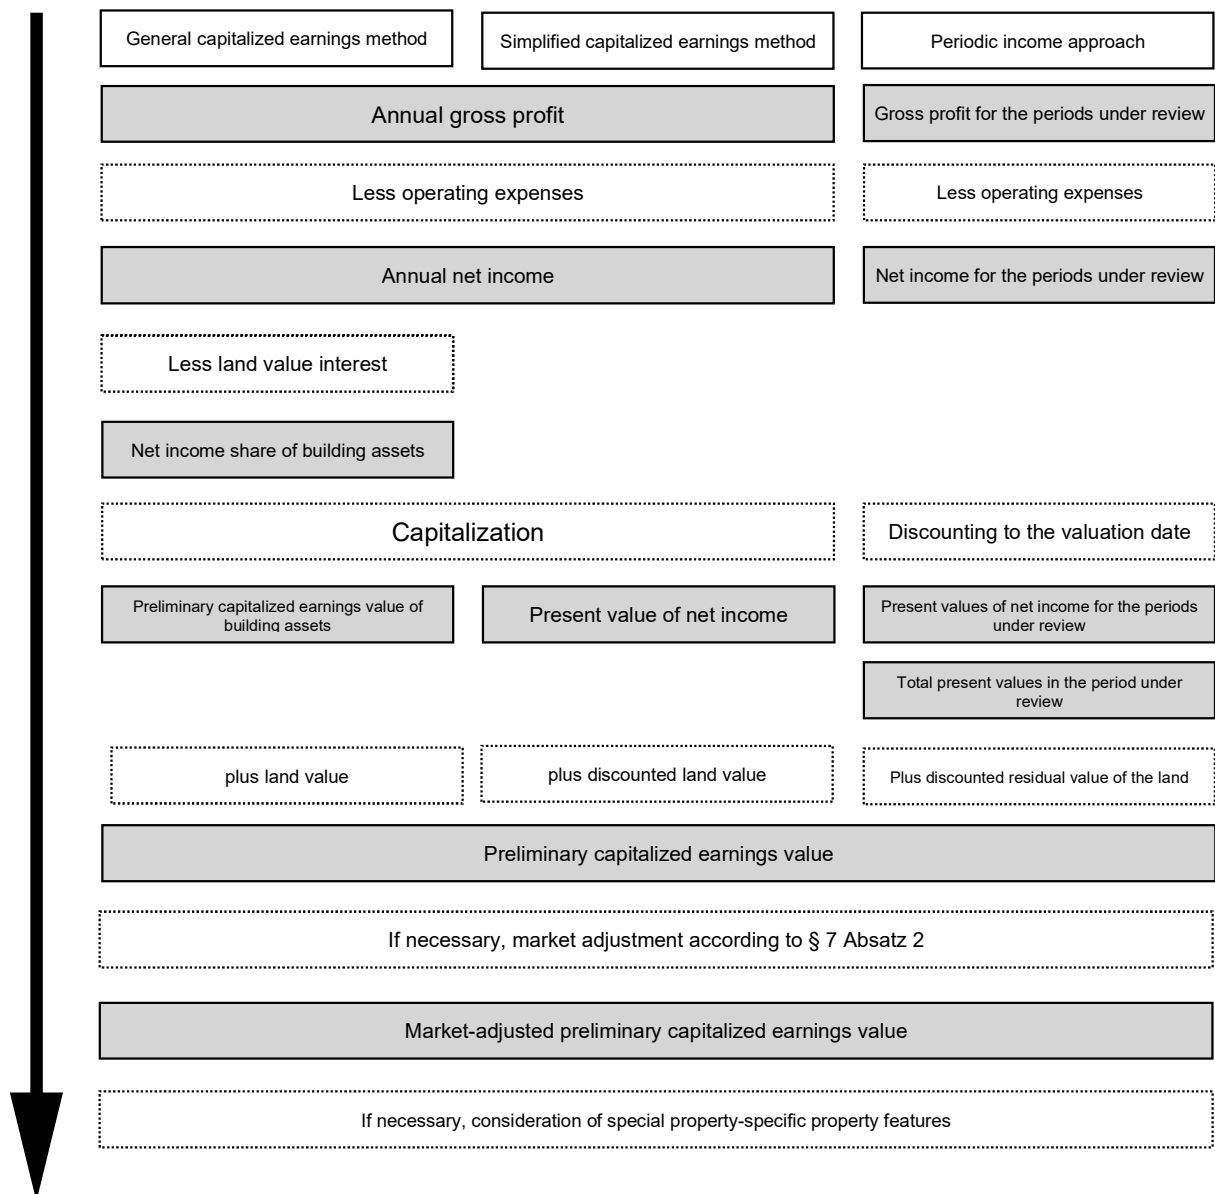 General capitalized earnings method
Simplified capitalized earnings method
Periodic income approach
Annual gross profit
Gross profit for the periods under review
Less operating expenses
Less operating expenses
Annual net income
Net income for the periods under review
Less land value interest
Net income share of building assets
Capitalization
Discounting to the valuation date
Preliminary capitalized earnings value of
building assets
Present value of net income
Present values of net income for the periods
under review
Total present values in the period under
review
plus land value
plus discounted land value
Plus discounted residual value of the land
Preliminary capitalized earnings value
If necessary, market adjustment according to § 7 Absatz 2
Market-adjusted preliminary capitalized earnings value
If necessary, consideration of special property-specific property features